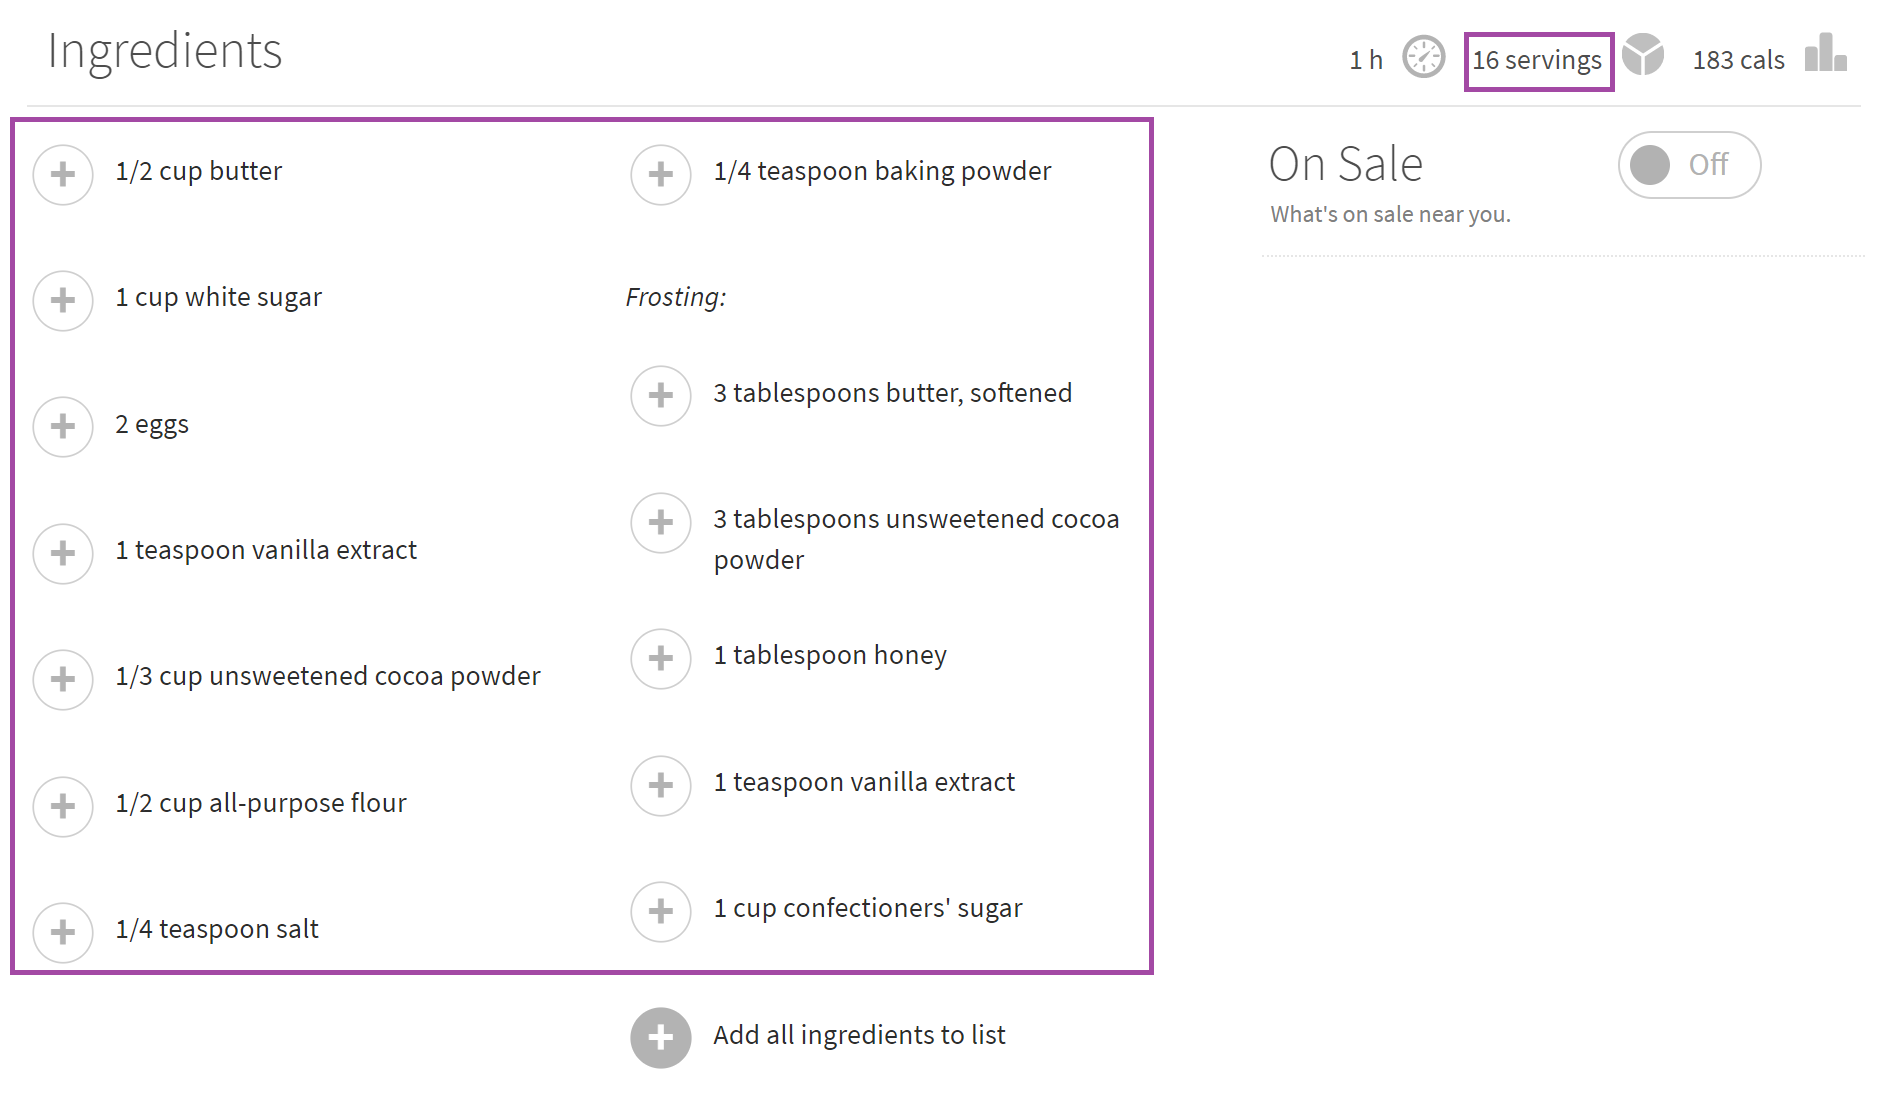 Ingredients
1 h
16 servings
183 cals
1/2 cup butter
1 cup white sugar
2 eggs
1 teaspoon vanilla extract
1/3 cup unsweetened cocoa powder
1/2 cup all-purpose flour
1/4 teaspoon salt
1/4 teaspoon baking powder
Frosting:
3 tablespoons butter, softened
3 tablespoons unsweetened cocoa
powder
1 tablespoon honey
1 teaspoon vanilla extract
1 cup confectioners' sugar
Add all ingredients to list
On Sale
Off
What's on sale near you.